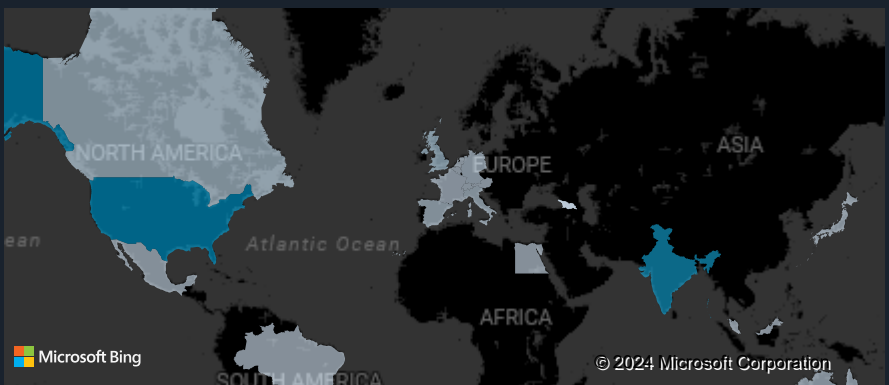 NORTH AMERICA
EUROPE
ASIA
ean
Atlantic Ocean
AFRICA
Microsoft Bing
© 2024 Microsoft Corporation
SOUTH AMERICA